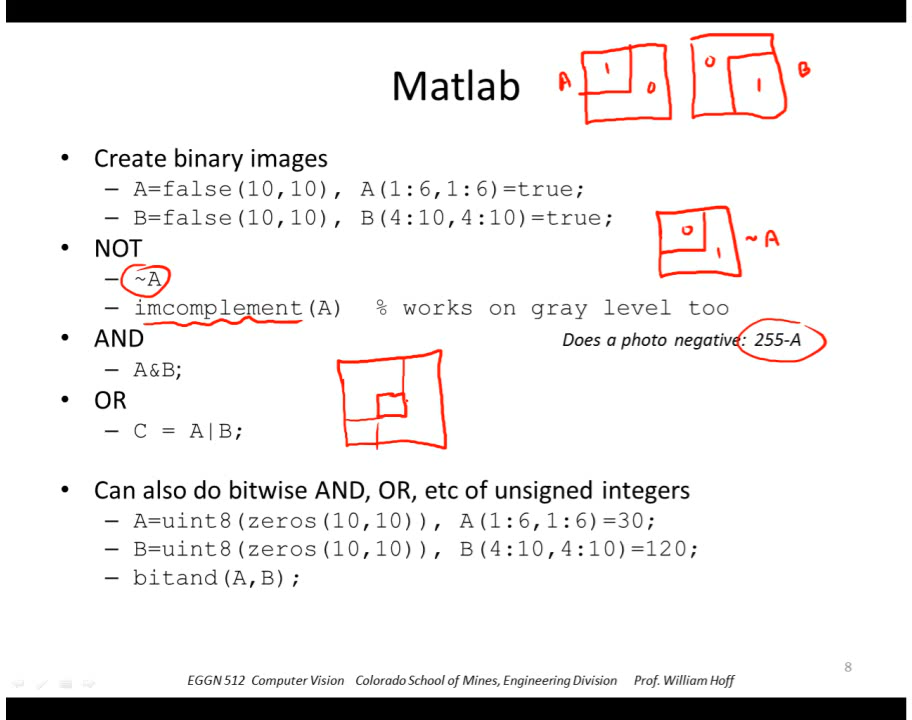 Matlab
A 1 0
0 1 B
• Create binary images
– A=false(10,10), A(1:6,1:6)=true;
– B=false(10,10), B(4:10,4:10)=true;
• NOT
0 1 ~A
– ~A
– imcomplement(A) % works on gray level too
• AND
Does a photo negative: 255-A
– A&B;
• OR
– C = A|B;
• Can also do bitwise AND, OR, etc of unsigned integers
– A=uint8(zeros(10,10)), A(1:6,1:6)=30;
– B=uint8(zeros(10,10)), B(4:10,4:10)=120;
– bitand(A,B);
8
EGGN 512 Computer Vision Colorado School of Mines, Engineering Division Prof. William Hoff